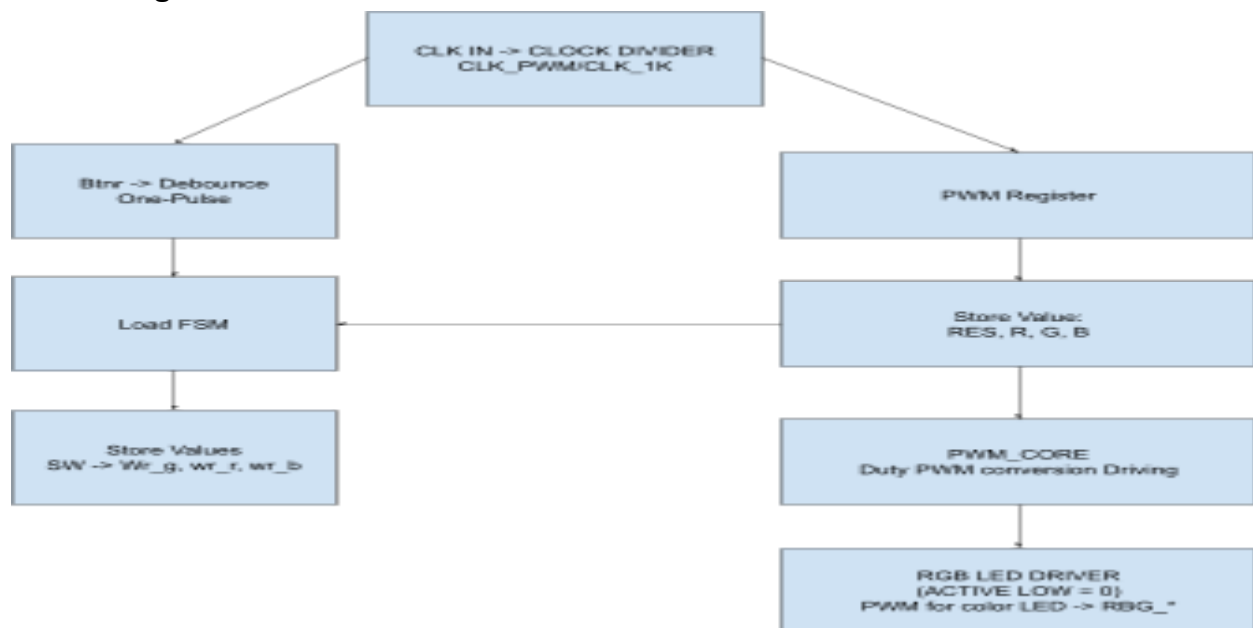 CLK IN -> CLOCK DIVIDER
CLK_PWM/CLK_1K
Btnr -> Debounce
One-Pulse
PWM Register
Load FSM
Store Value:
RES, R, G, B
Store Values
SW -> Wr_g, wr_r, wr_b
PWM_CORE
Duty PWM conversion Driving
RGB LED DRIVER
(ACTIVE LOW = 0)
PWM for color LED -> RBG_*